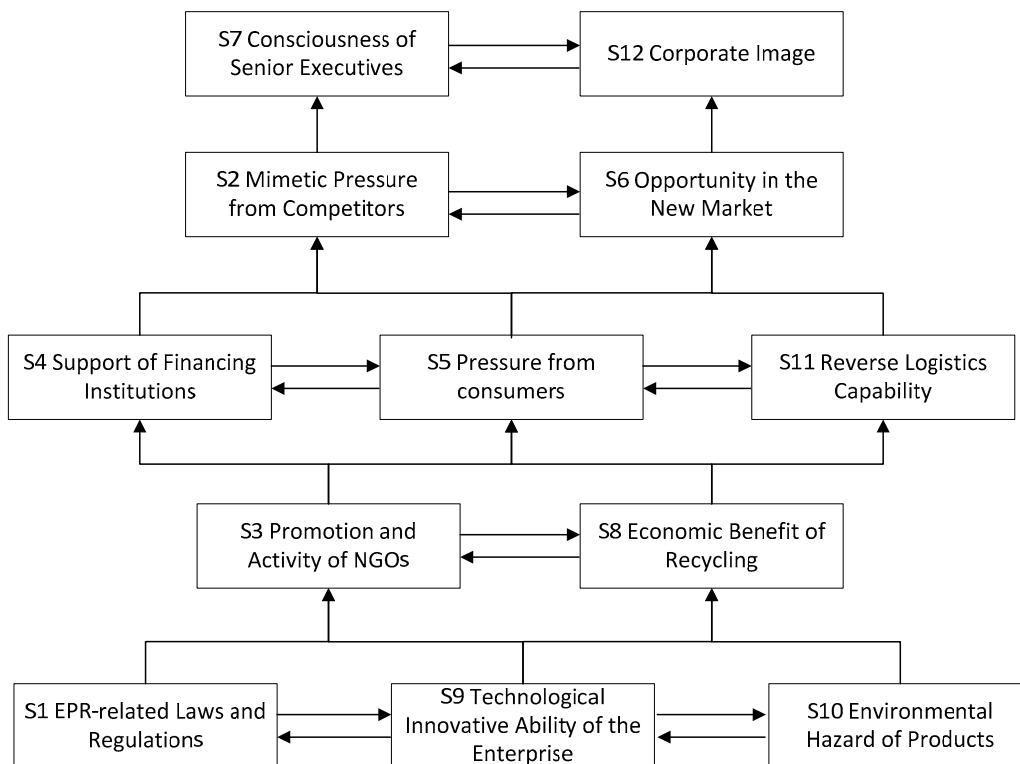 S7 Consciousness of
Senior Executives
S12 Corporate Image
S2 Mimetic Pressure
from Competitors
S6 Opportunity in the
New Market
S4 Support of Financing
Institutions
S5 Pressure from
consumers
S11 Reverse Logistics
Capability
S3 Promotion and
Activity of NGOs
S8 Economic Benefit of
Recycling
S1 EPR-related Laws and
Regulations
S9 Technological
Innovative Ability of the
Enterprise
S10 Environmental
Hazard of Products